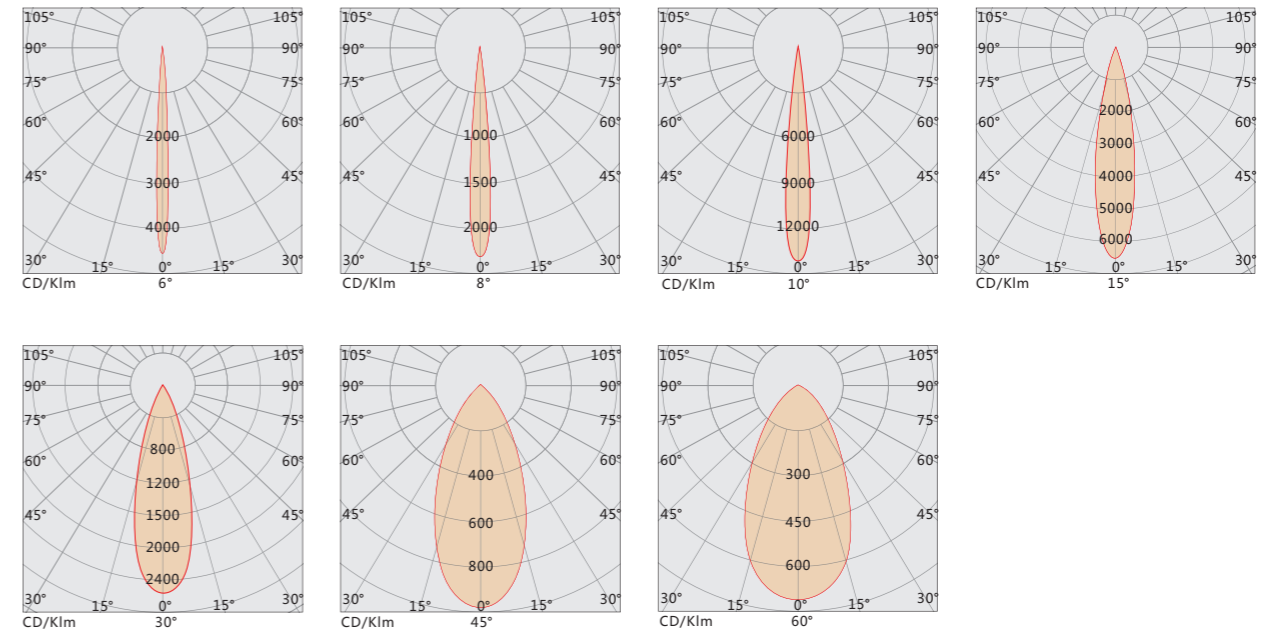 105° 105° 105° 105° 105° 105° 105° 105°
90° 90° 90° 90° 90° 90° 90° 90°
75° 75° 75° 75° 75° 75° 75° 75°
2000
60° 60° 60° 60° 60° 60° 60° 60°
2000 1000 6000 3000
45° 45° 45° 45° 45° 45° 45° 45°
3000 1500 9000 4000
5000
4000 2000 12000
6000
30° 15° 0° 15° 30° 30° 15° 0° 15° 30° 30° 15° 0° 15° 30° 30° 15° 0° 15° 30°
CD/Klm 6° CD/Klm 8° CD/Klm 10° CD/Klm 15°
105° 105° 105° 105° 105° 105°
90° 90° 90° 90° 90° 90°
75° 75° 75° 75° 75° 75°
800
60° 60° 60° 60° 60° 60°
1200 400 300
45° 45° 45° 45° 45° 45°
1500 600 450
2000
2400 800 600
30° 15° 0° 15° 30° 30° 15° 0° 15° 30° 30° 15° 0° 15° 30°
CD/Klm 30° CD/Klm 45° CD/Klm 60°